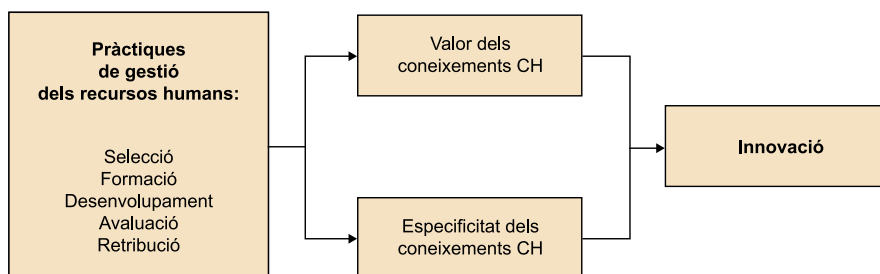 Pràctiques
de gestió
dels recursos humans:
Selecció
Formació
Desenvolupament
Avaluació
Retribució
Valor dels
coneixements CH
Especificitat dels
coneixements CH
Innovació